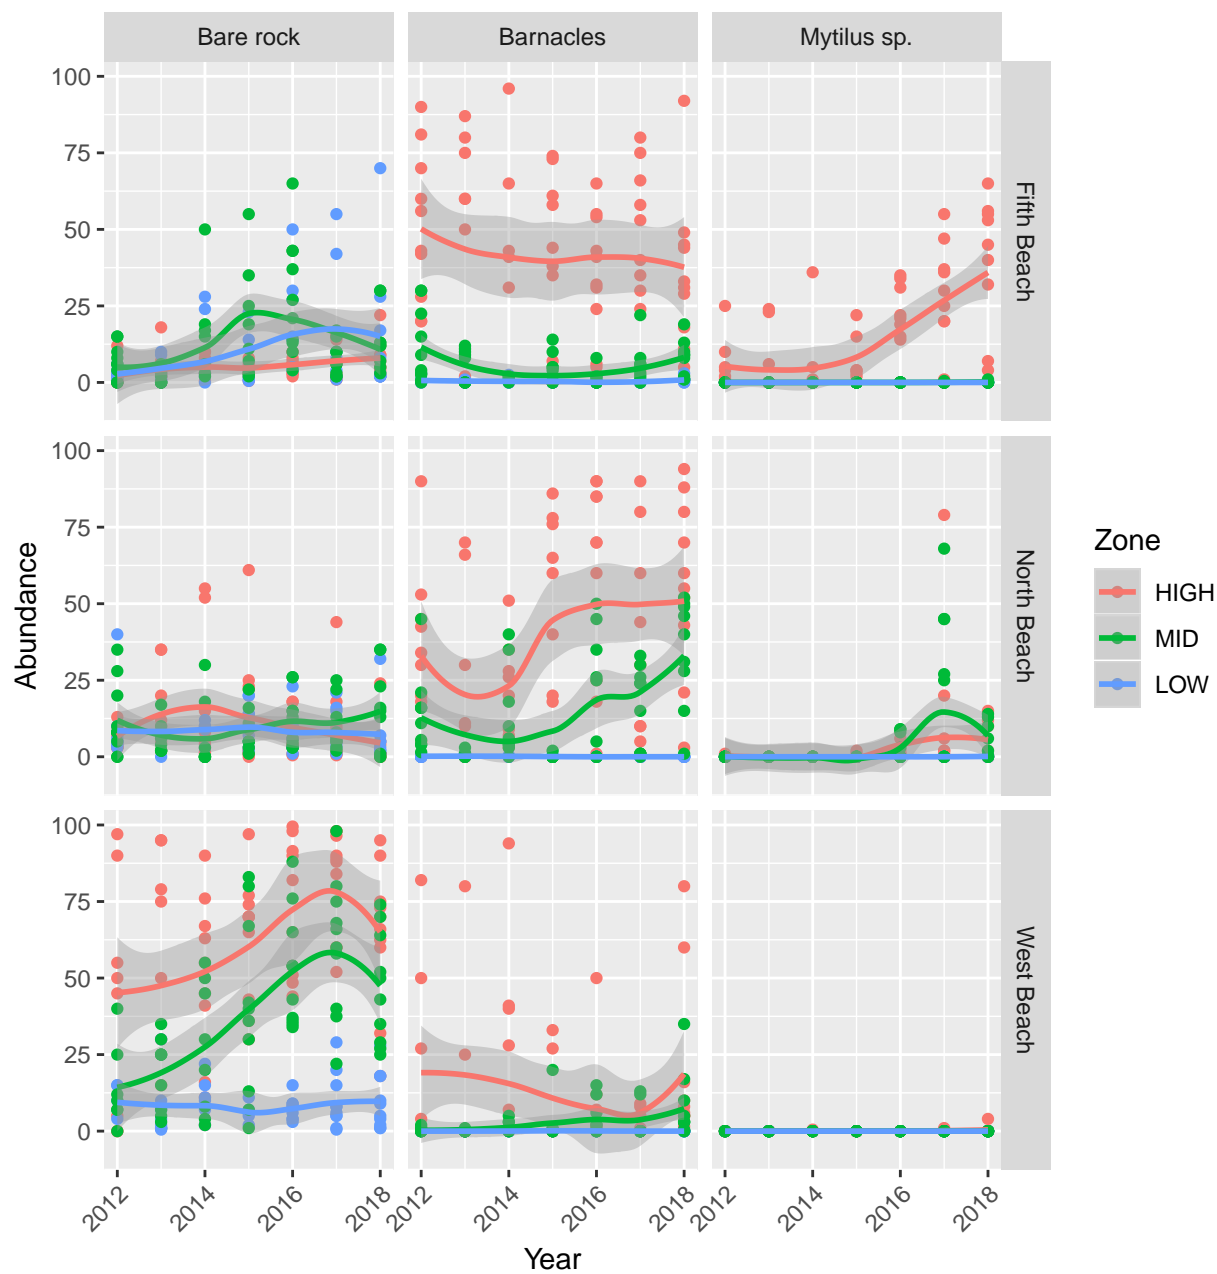 Bare rock Barnacles Mytilus sp.
100
75
50
25
0
Fifth Beach
100
75
50
25
0
North Beach
100
75
50
25
0
West Beach
Abundance
2012 2014 2016 2018 2012 2014 2016 2018 2012 2014 2016 2018
Year
Zone
HIGH
MID
LOW